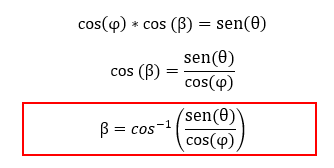 cos(φ) * cos (β) = sen(θ)
cos (β) = sen(θ)/cos(φ)
β = cos⁻¹(sen(θ)/cos(φ))